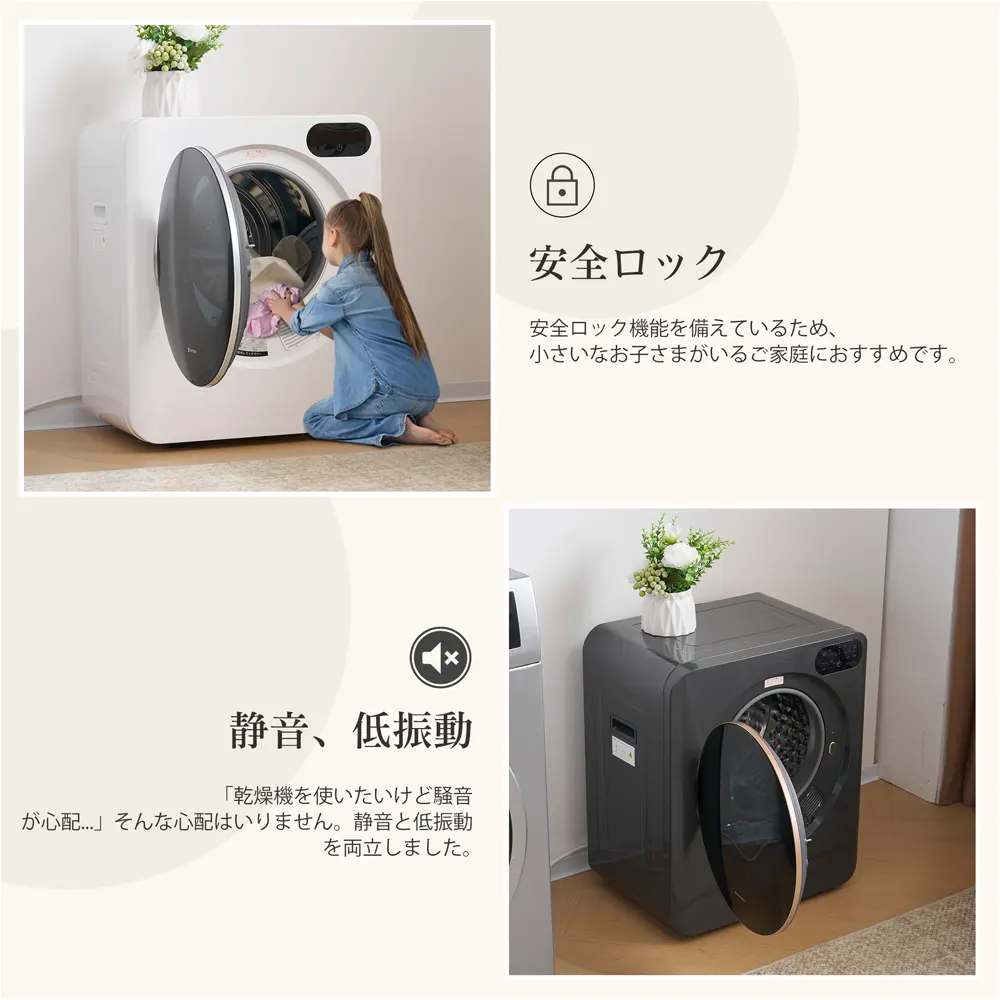 安全ロック
安全ロック機能を備えているため、
小さいなお子さまがいるご家庭におすすめです。
静音、低振動
「乾燥機を使いたいけど騒音
が心配...」そんな心配はいりません。静音と低振動
を両立しました。